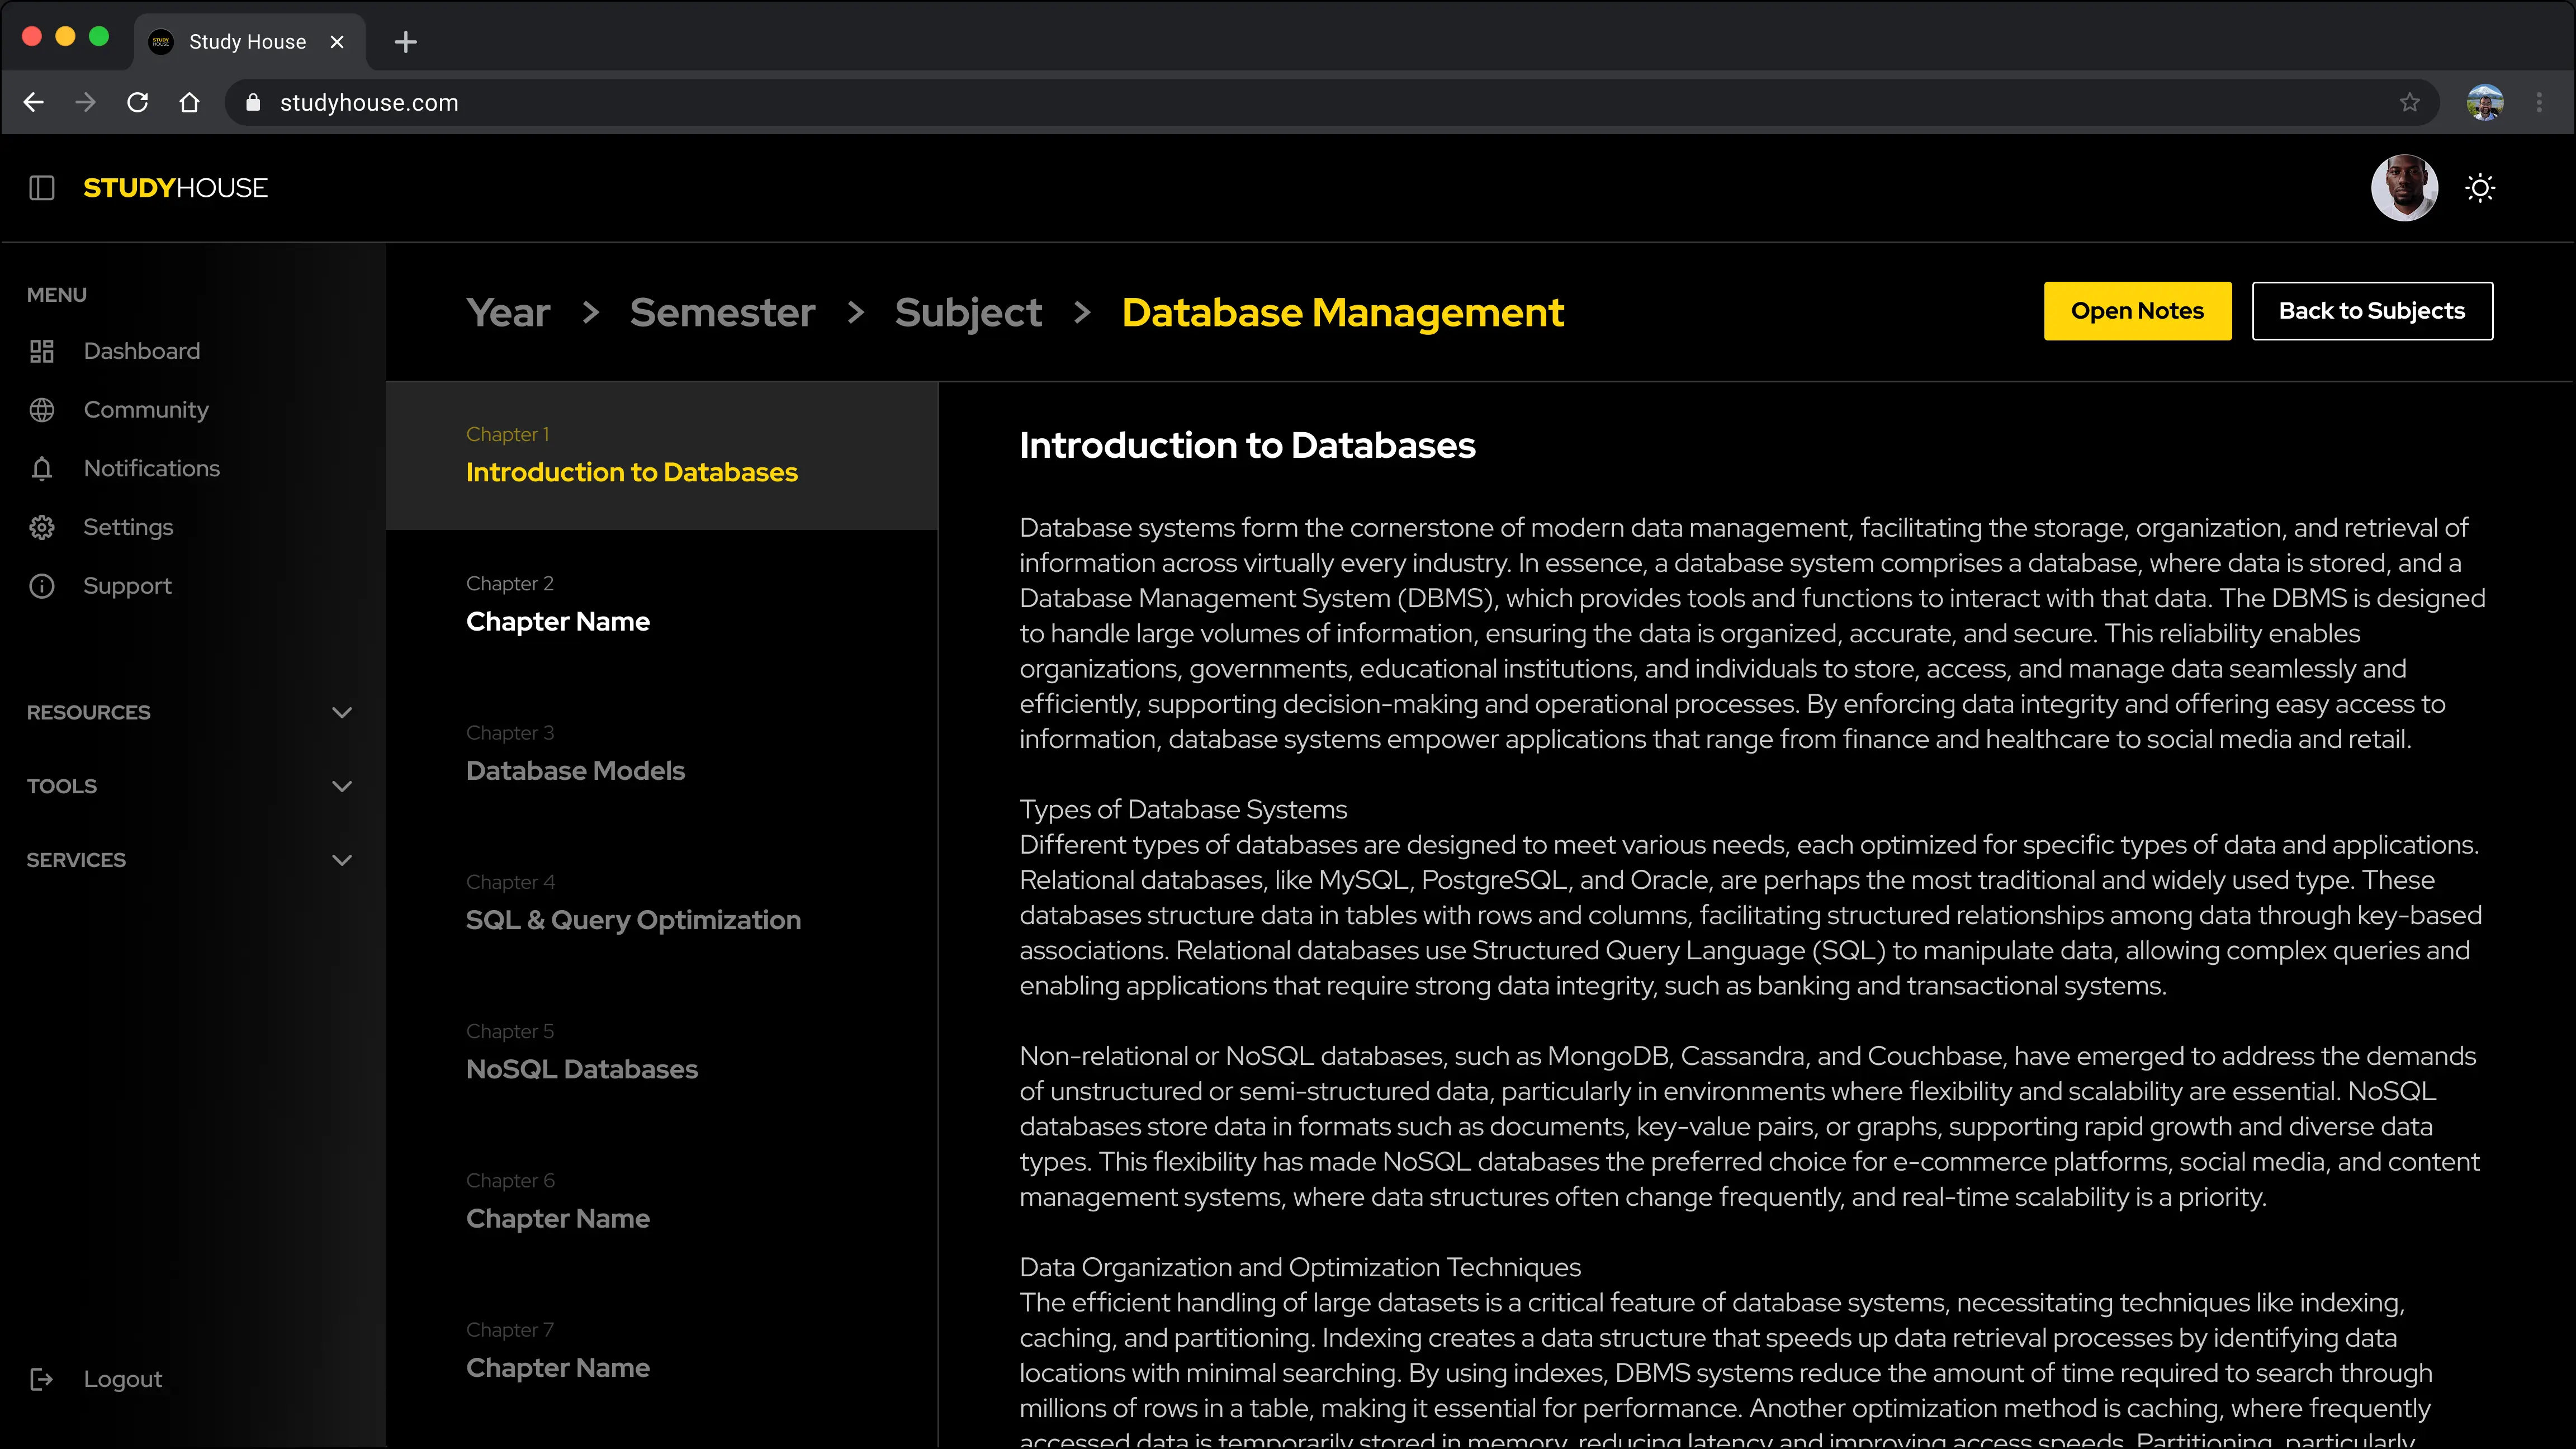 STUDY HOUSE
Study House
studyhouse.com
STUDYHOUSE
MENU
Dashboard
Community
Notifications
Settings
Support
RESOURCES
TOOLS
SERVICES
Logout
Year > Semester > Subject > Database Management
Open Notes
Back to Subjects
Chapter 1
Introduction to Databases
Chapter 2
Chapter Name
Chapter 3
Database Models
Chapter 4
SQL & Query Optimization
Chapter 5
NoSQL Databases
Chapter 6
Chapter Name
Chapter 7
Chapter Name
Introduction to Databases
Database systems form the cornerstone of modern data management, facilitating the storage, organization, and retrieval of
information across virtually every industry. In essence, a database system comprises a database, where data is stored, and a
Database Management System (DBMS), which provides tools and functions to interact with that data. The DBMS is designed
to handle large volumes of information, ensuring the data is organized, accurate, and secure. This reliability enables
organizations, governments, educational institutions, and individuals to store, access, and manage data seamlessly and
efficiently, supporting decision-making and operational processes. By enforcing data integrity and offering easy access to
information, database systems empower applications that range from finance and healthcare to social media and retail.
Types of Database Systems
Different types of databases are designed to meet various needs, each optimized for specific types of data and applications.
Relational databases, like MySQL, PostgreSQL, and Oracle, are perhaps the most traditional and widely used type. These
databases structure data in tables with rows and columns, facilitating structured relationships among data through key-based
associations. Relational databases use Structured Query Language (SQL) to manipulate data, allowing complex queries and
enabling applications that require strong data integrity, such as banking and transactional systems.
Non-relational or NoSQL databases, such as MongoDB, Cassandra, and Couchbase, have emerged to address the demands
of unstructured or semi-structured data, particularly in environments where flexibility and scalability are essential. NoSQL
databases store data in formats such as documents, key-value pairs, or graphs, supporting rapid growth and diverse data
types. This flexibility has made NoSQL databases the preferred choice for e-commerce platforms, social media, and content
management systems, where data structures often change frequently, and real-time scalability is a priority.
Data Organization and Optimization Techniques
The efficient handling of large datasets is a critical feature of database systems, necessitating techniques like indexing,
caching, and partitioning. Indexing creates a data structure that speeds up data retrieval processes by identifying data
locations with minimal searching. By using indexes, DBMS systems reduce the amount of time required to search through
millions of rows in a table, making it essential for performance. Another optimization method is caching, where frequently
accessed data is temporarily stored in memory, reducing latency and improving access speeds. Partitioning, particularly